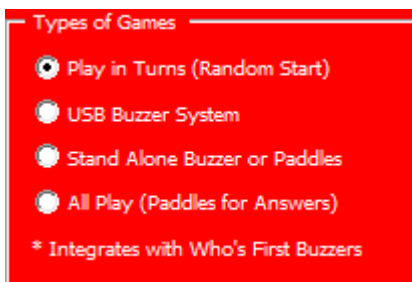 Types of Games
Play in Turns (Random Start)
USB Buzzer System
Stand Alone Buzzer or Paddles
All Play (Paddles for Answers)
* Integrates with Who's First Buzzers